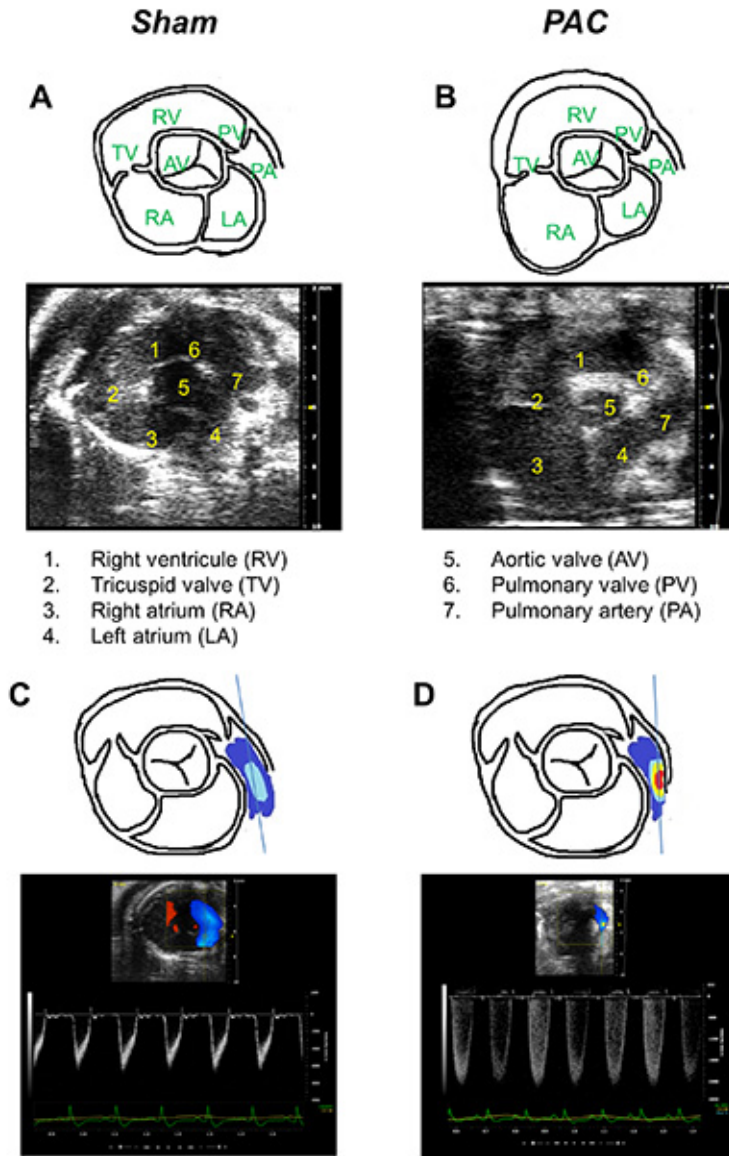 Sham
PAC
A
RV
PV
TV
AV
PA
RA
LA
B
RV
PV
TV
AV
PA
LA
RA
1
6
2
5
7
3
4
1
6
2
5
7
3
4
1. Right ventricule (RV)
2. Tricuspid valve (TV)
3. Right atrium (RA)
4. Left atrium (LA)
5. Aortic valve (AV)
6. Pulmonary valve (PV)
7. Pulmonary artery (PA)
C
D